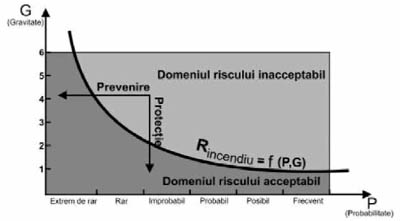 G
(Gravitate)
6
5
4
3
2
1
Domeniul riscului inacceptabil
Prevenire
Protecţie
Rincendiu = f (P,G)
Domeniul riscului acceptabil
Extrem de rar Rar Improbabil Probabil Posibil Frecvent
P
(Probabilitate)